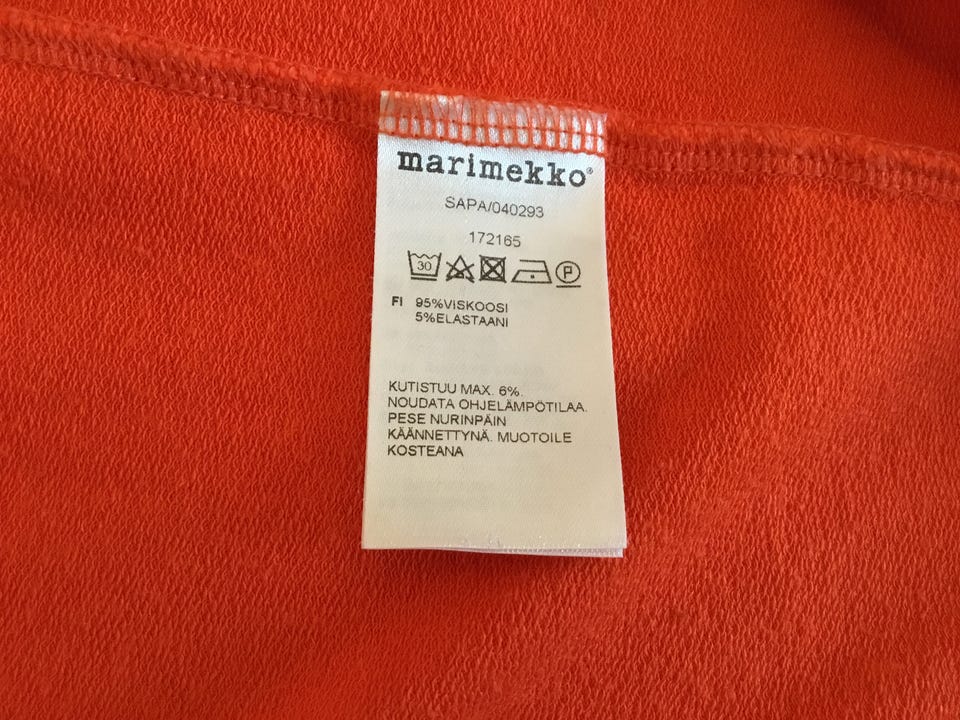 marimekko®
SAPA/040293
172165
30 P
FI 95%VISKOOSI
5%ELASTAANI
KUTISTUU MAX. 6%.
NOUDATA OHJELÄMPÖTILAA.
PESE NURINPÄIN
KÄÄNNETTYNÄ. MUOTOILE
KOSTEANA